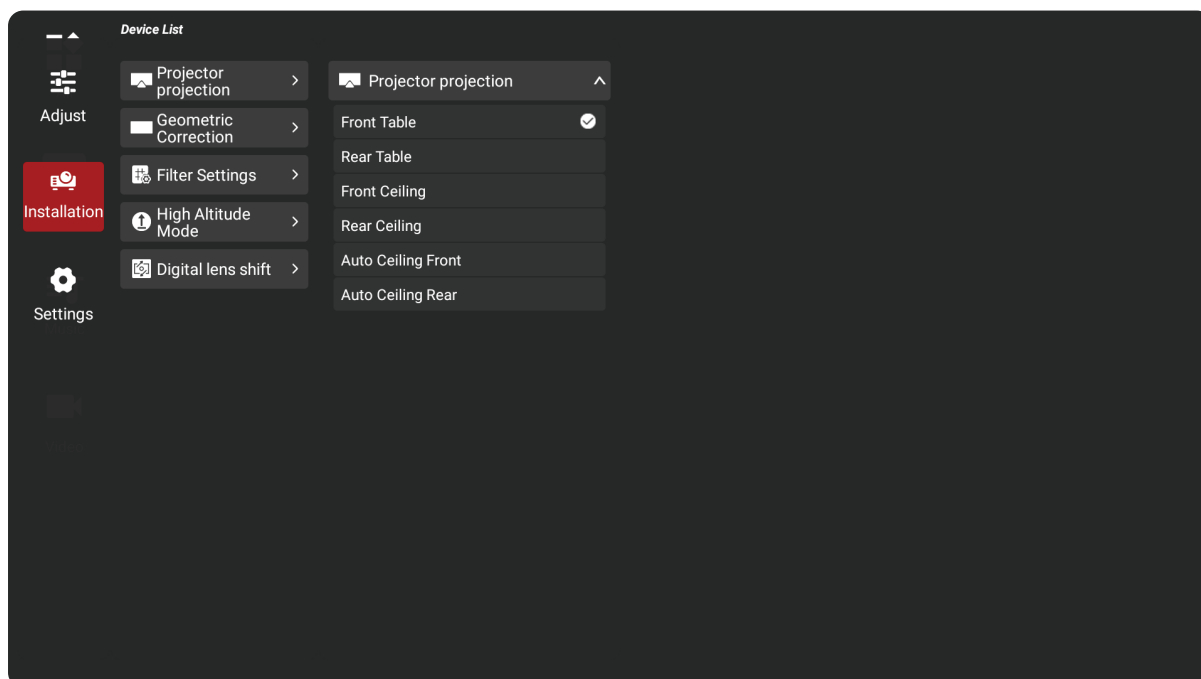 Device List
Adjust
Installation
Settings
Projector
projection
Geometric
Correction
Filter Settings
High Altitude
Mode
Digital lens shift
Projector projection
Front Table
Rear Table
Front Ceiling
Rear Ceiling
Auto Ceiling Front
Auto Ceiling Rear